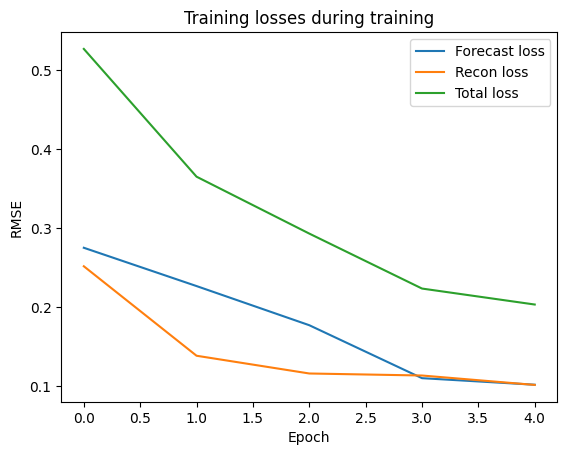 Training losses during training
Forecast loss
Recon loss
Total loss
RMSE
0.5
0.4
0.3
0.2
0.1
0.0 0.5 1.0 1.5 2.0 2.5 3.0 3.5 4.0
Epoch